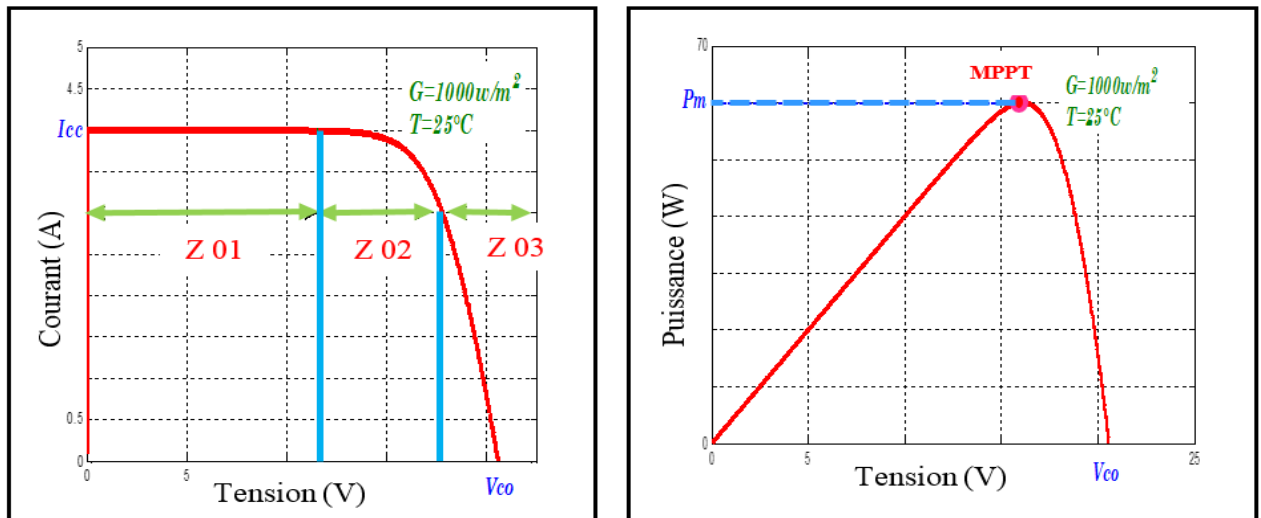 5
4.5
G=1000w/m²
T=25°C
Icc
Courant (A)
Z 01
Z 02
Z 03
0.5
0
0
5
Tension (V)
Vco
70
MPPT
G=1000w/m²
T=25°C
Pm
Puissance (W)
0
0
5
25
Tension (V)
Vco